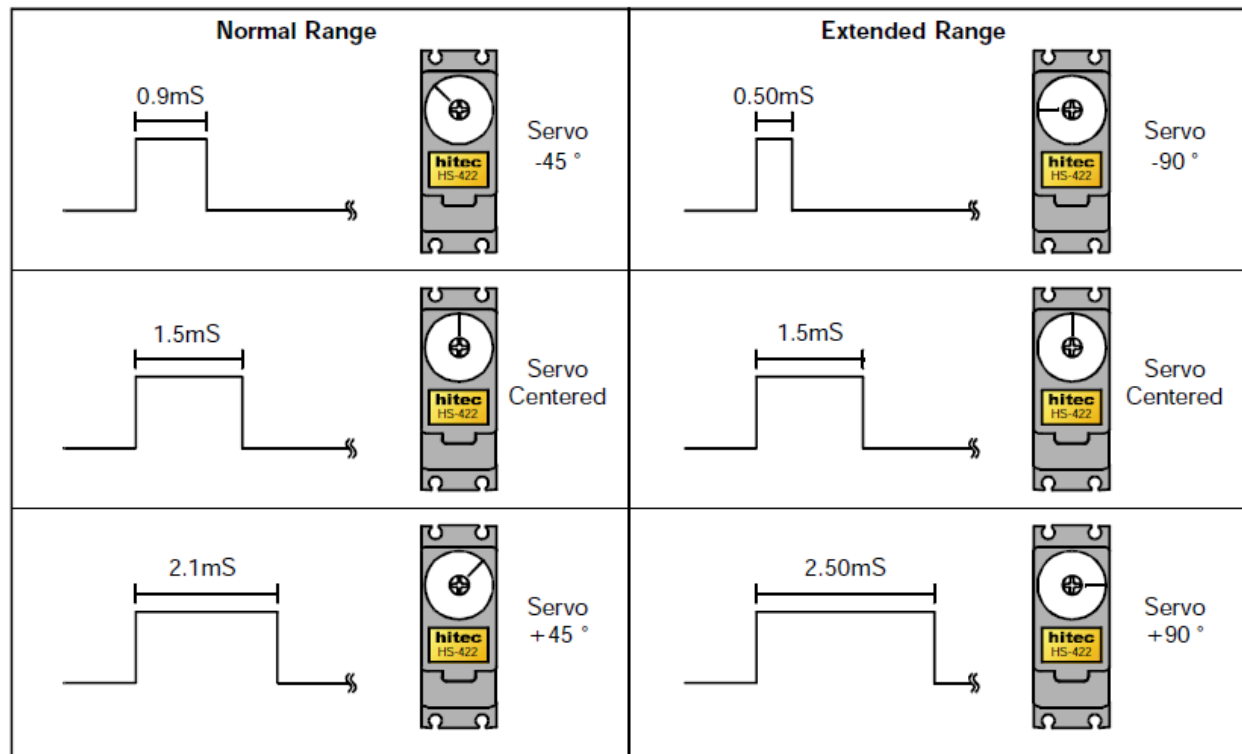 Normal Range
0.9mS
hitec
HS-422
Servo
-45 °
1.5mS
hitec
HS-422
Servo
Centered
2.1mS
hitec
HS-422
Servo
+45 °
Extended Range
0.50mS
hitec
HS-422
Servo
-90 °
1.5mS
hitec
HS-422
Servo
Centered
2.50mS
hitec
HS-422
Servo
+90 °